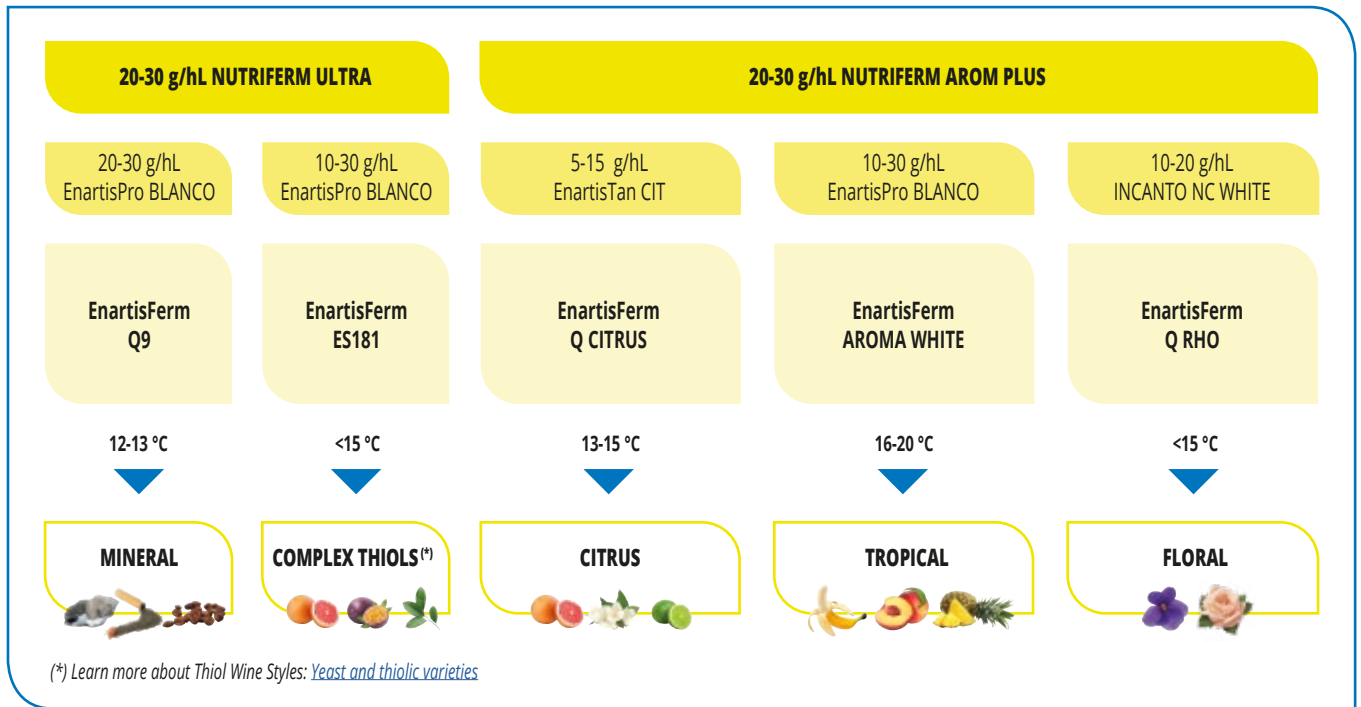 20-30 g/hL NUTRIFERM ULTRA
20-30 g/hL NUTRIFERM AROM PLUS
20-30 g/hL
EnartisPro BLANCO
10-30 g/hL
EnartisPro BLANCO
5-15 g/hL
EnartisTan CIT
10-30 g/hL
EnartisPro BLANCO
10-20 g/hL
INCANTO NC WHITE
EnartisFerm
Q9
EnartisFerm
ES181
EnartisFerm
Q CITRUS
EnartisFerm
AROMA WHITE
EnartisFerm
Q RHO
12-13 °C
<15 °C
13-15 °C
16-20 °C
<15 °C
MINERAL
COMPLEX THIOLS (*)
CITRUS
TROPICAL
FLORAL
(*) Learn more about Thiol Wine Styles: Yeast and thiolic varieties